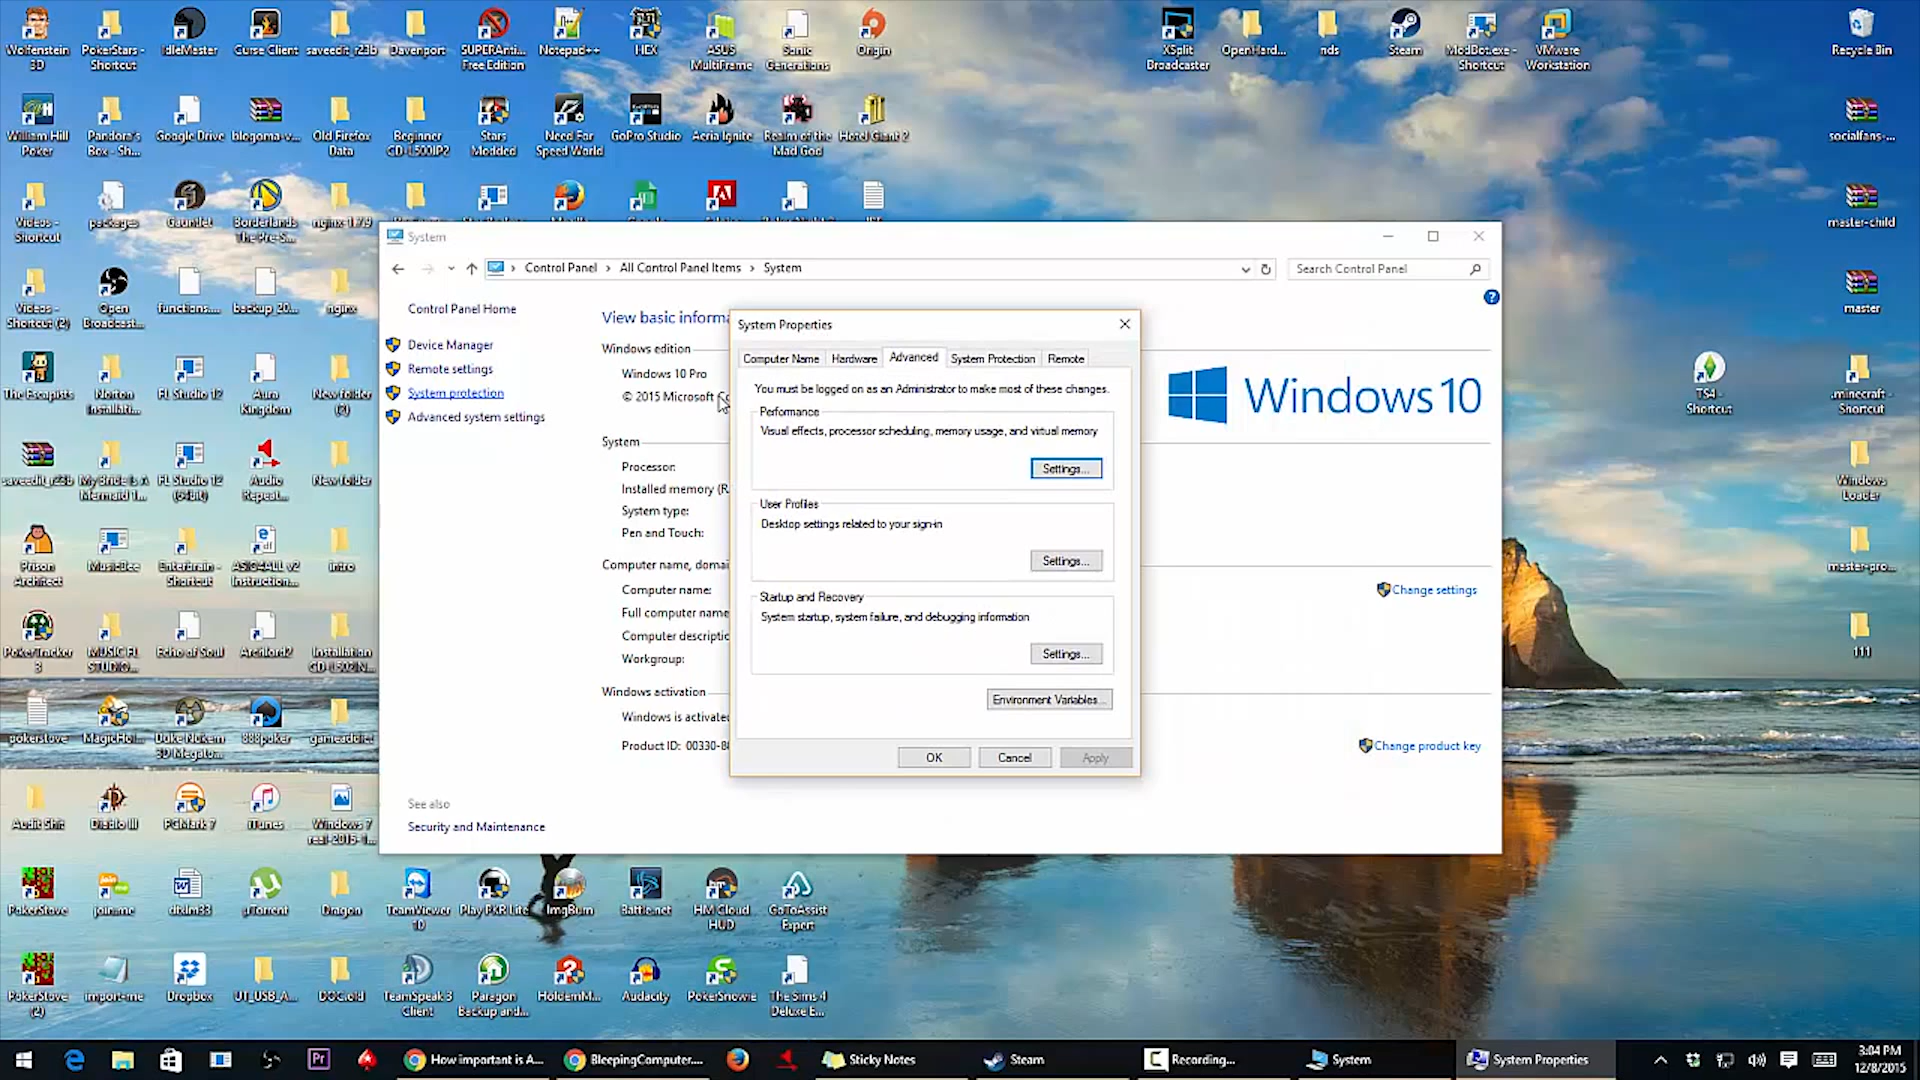 Wolfenstein
3D
PokerStars -
Shortcut
IdleMaster
Curse Client
saveedit_r23b
Davenport
SUPERAnti...
Free Edition
Notepad++
HEX
ASUS
MultiFrame
Sonic
Generations
Origin
XSplit
Broadcaster
OpenHard...
nds
Steam
ModBot.exe -
Shortcut
VMware
Workstation
Recycle Bin
William Hill
Poker
Pandora's
Box - Sh...
Google Drive
blogoma-v...
Old Firefox
Data
Beginner
CD-L500IP2
Stars
Modded
Need For
Speed World
GoPro Studio
Aeria Ignite
Realm of the
Mad God
Hotel Giant 2
socialfans-...
Videos -
Shortcut
packages
Gauntlet
Borderlands
The Pre-S...
nginx-1.7.9
master-child
System
Control Panel > All Control Panel Items > System
Search Control Panel
Videos -
Shortcut (2)
Open
Broadcast...
functions....
backup_20...
nginx
master
Control Panel Home
Device Manager
Remote settings
System protection
Advanced system settings
See also
Security and Maintenance
View basic informa
Windows edition
Windows 10 Pro
© 2015 Microsoft Co
System
Processor:
Installed memory (R
System type:
Pen and Touch:
Computer name, domai
Computer name:
Full computer name
Computer descriptio
Workgroup:
Windows activation
Windows is activated
Product ID: 00330-8
Windows 10
Change settings
Change product key
System Properties
Computer Name
Hardware
Advanced
System Protection
Remote
You must be logged on as an Administrator to make most of these changes.
Performance
Visual effects, processor scheduling, memory usage, and virtual memory
Settings...
User Profiles
Desktop settings related to your sign-in
Settings...
Startup and Recovery
System startup, system failure, and debugging information
Settings...
Environment Variables...
OK
Cancel
Apply
The Escapists
Norton
Installati...
FL Studio 12
Aura
Kingdom
New folder
(2)
TS4 -
Shortcut
.minecraft -
Shortcut
saveedit_r23b
My Bride Is A
Mermaid 1...
FL Studio 12
(64bit)
Audio
Repeat...
New folder
Windows
Loader
Prison
Architect
MusicBee
Enterbrain -
Shortcut
ASIO4ALL v2
Instruction...
intro
master-pro...
PokerTracker
3
MUSIC FL
STUDIO...
Echo of Soul
Archlord2
Installation
CD-L502IN...
111
pokerstove
MagicHol...
Duke Nukem
3D Megato...
888poker
gameaddict
Audit Shit
Diablo III
PCMark 7
iTunes
Windows 7
real-2015-1...
PokerStove
join.me
dlxlm33
µTorrent
Dragon
TeamViewer
10
Play PKR Lite
ImgBurn
Battle.net
HM Cloud
HUD
GoToAssist
Expert
PokerStove
(2)
import-me
Dropbox
U1_USB_A...
DOC.old
TeamSpeak 3
Client
Paragon
Backup and...
HoldemM...
Audacity
PokerSnowie
The Sims 4
Deluxe E...
How important is A...
BleepingComputer....
Sticky Notes
Steam
Recording...
System
System Properties
3:04 PM
12/8/2015